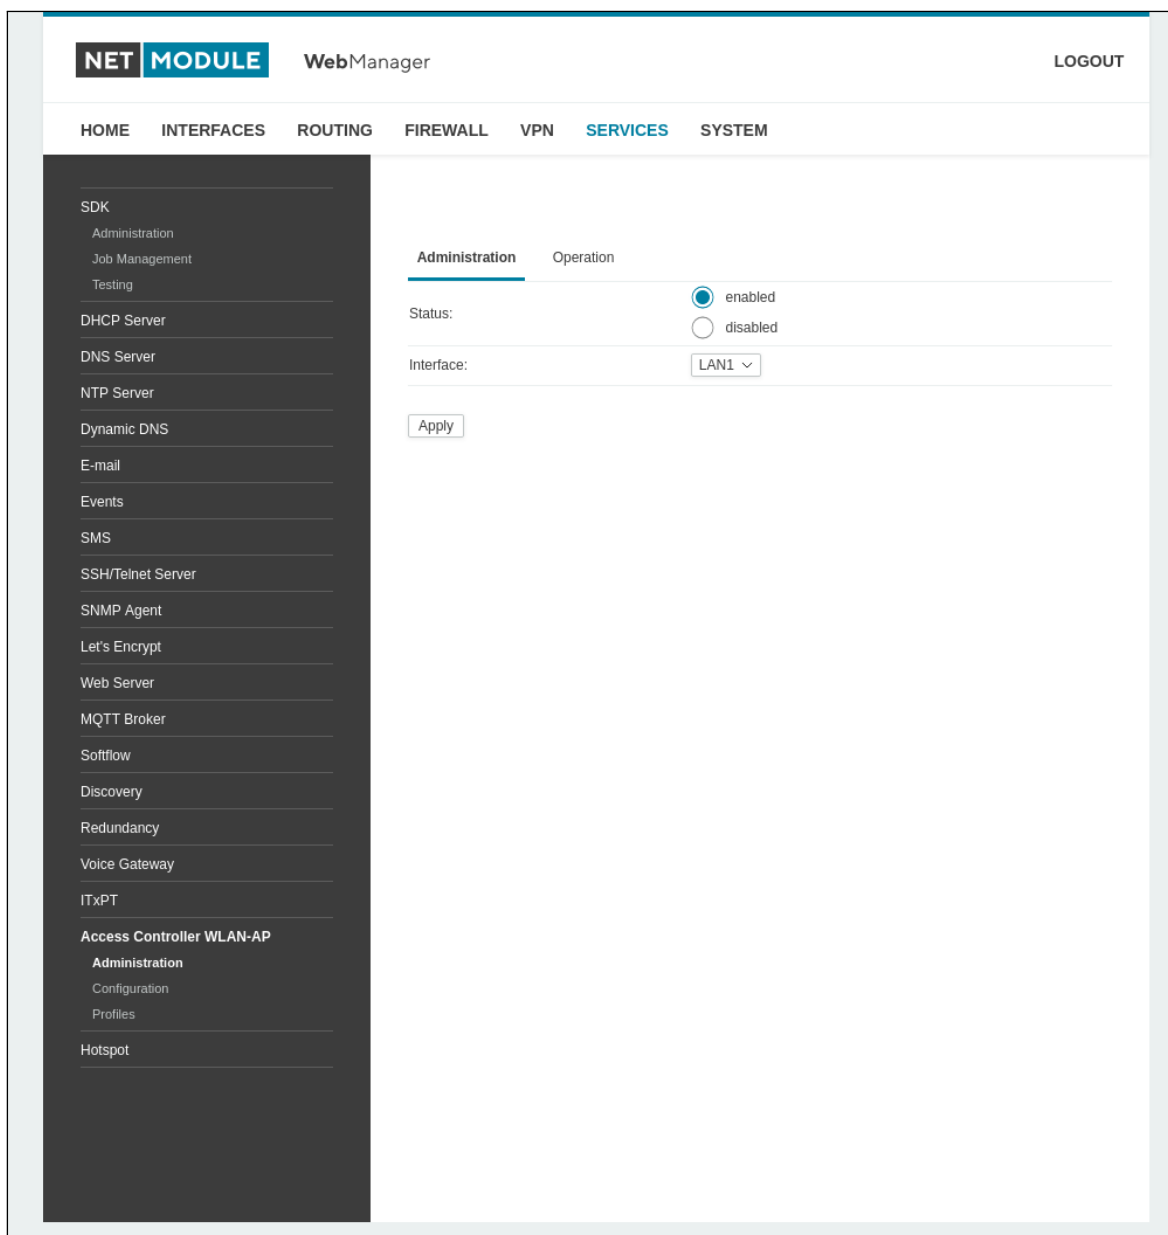 NET MODULE WebManager LOGOUT
HOME INTERFACES ROUTING FIREWALL VPN SERVICES SYSTEM
SDK
Administration
Job Management
Testing
DHCP Server
DNS Server
NTP Server
Dynamic DNS
E-mail
Events
SMS
SSH/Telnet Server
SNMP Agent
Let's Encrypt
Web Server
MQTT Broker
Softflow
Discovery
Redundancy
Voice Gateway
ITxPT
Access Controller WLAN-AP
Administration
Configuration
Profiles
Hotspot
Administration Operation
Status: enabled
disabled
Interface: LAN1
Apply